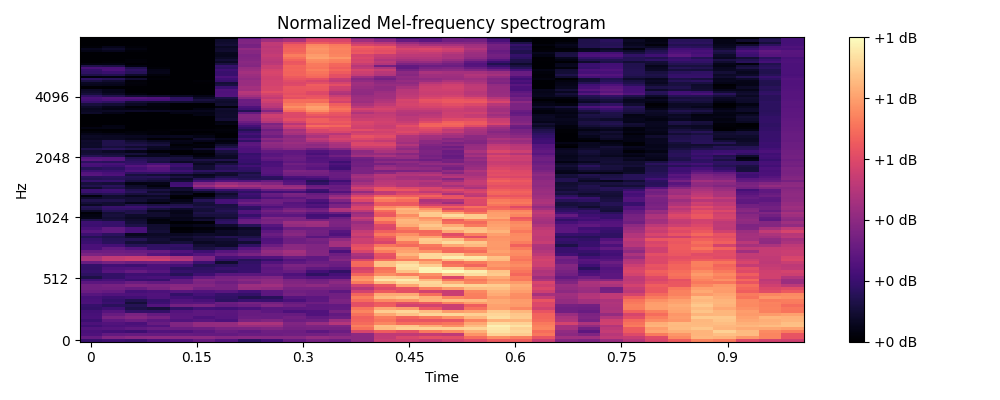 Normalized Mel-frequency spectrogram
Hz
4096
2048
1024
512
0
0 0.15 0.3 0.45 0.6 0.75 0.9
Time
+1 dB
+1 dB
+1 dB
+0 dB
+0 dB
+0 dB